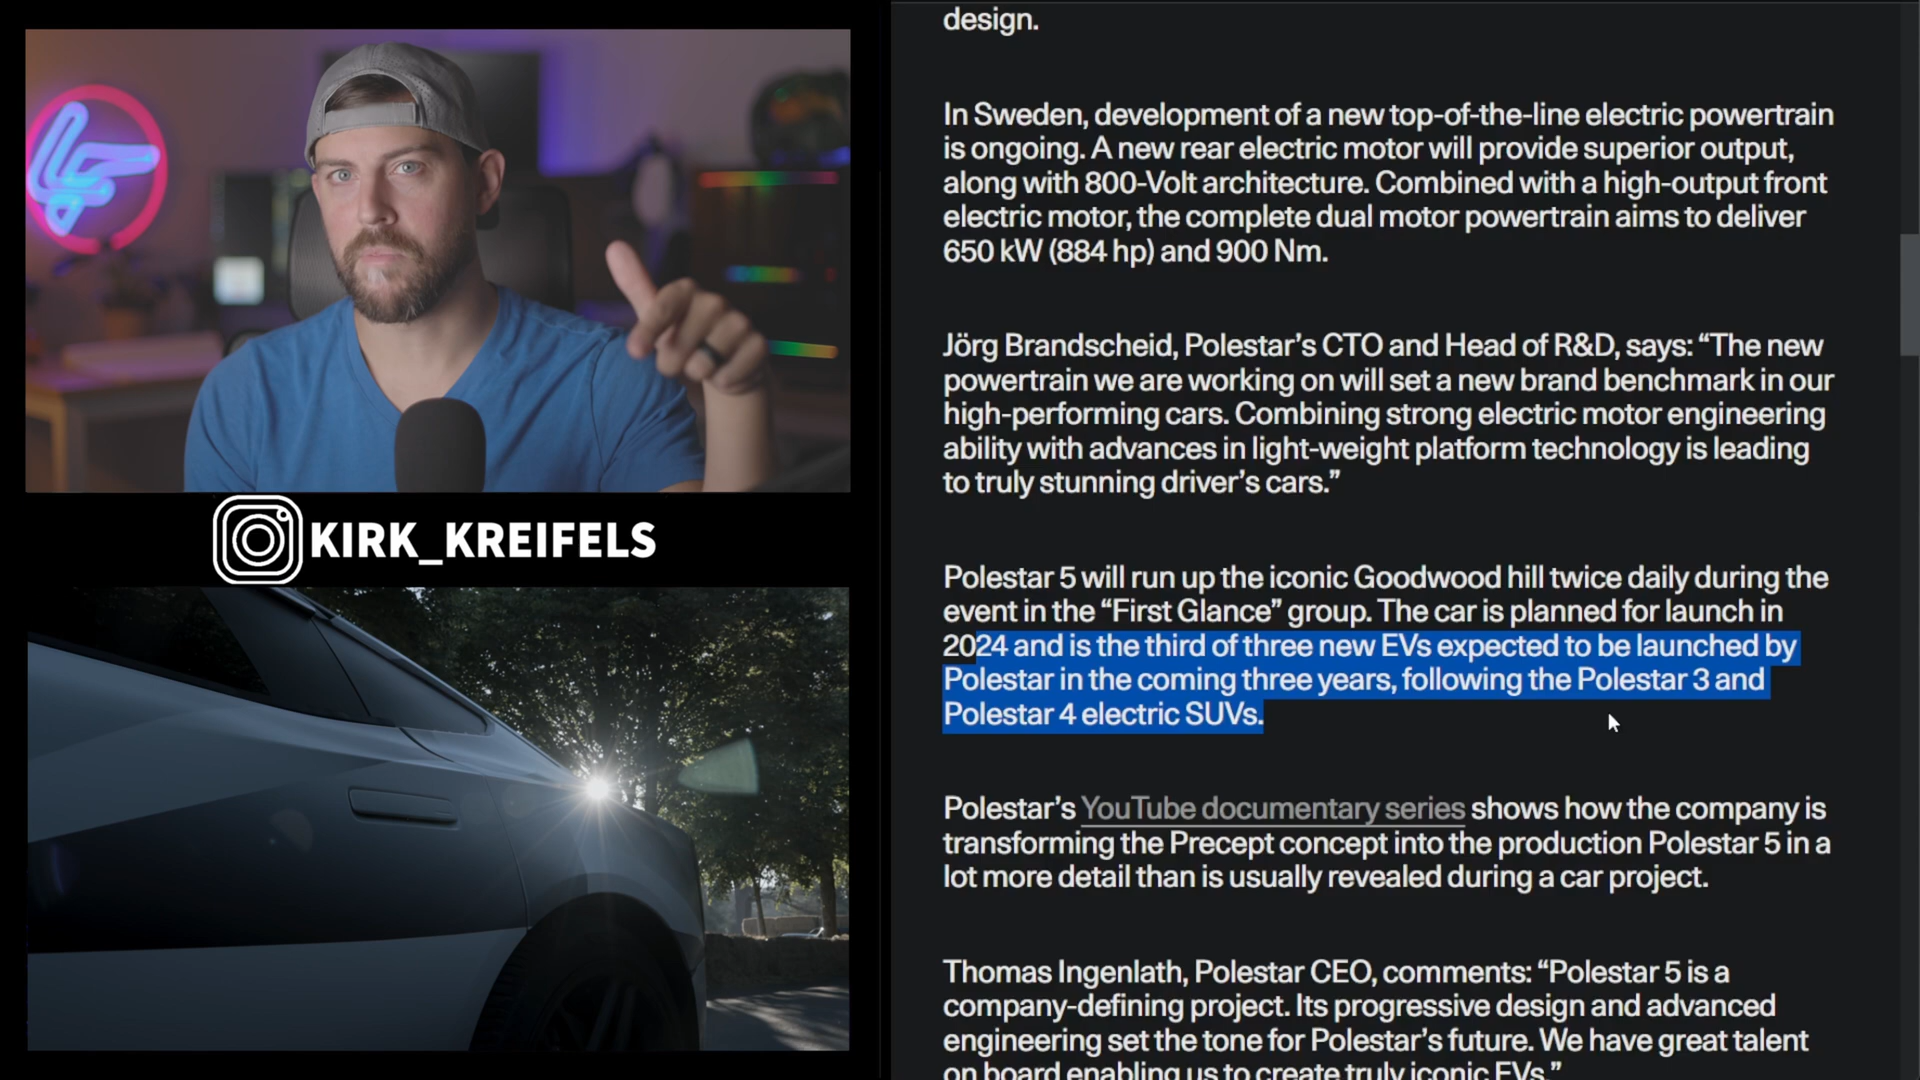 KIRK_KREIFELS
design.
In Sweden, development of a new top-of-the-line electric powertrain
is ongoing. A new rear electric motor will provide superior output,
along with 800-Volt architecture. Combined with a high-output front
electric motor, the complete dual motor powertrain aims to deliver
650 kW (884 hp) and 900 Nm.
Jörg Brandscheid, Polestar’s CTO and Head of R&D, says: “The new
powertrain we are working on will set a new brand benchmark in our
high-performing cars. Combining strong electric motor engineering
ability with advances in light-weight platform technology is leading
to truly stunning driver’s cars.”
Polestar 5 will run up the iconic Goodwood hill twice daily during the
event in the “First Glance” group. The car is planned for launch in
2024 and is the third of three new EVs expected to be launched by
Polestar in the coming three years, following the Polestar 3 and
Polestar 4 electric SUVs.
Polestar’s YouTube documentary series shows how the company is
transforming the Precept concept into the production Polestar 5 in a
lot more detail than is usually revealed during a car project.
Thomas Ingenlath, Polestar CEO, comments: “Polestar 5 is a
company-defining project. Its progressive design and advanced
engineering set the tone for Polestar’s future. We have great talent
on board enabling us to create truly iconic EVs.”